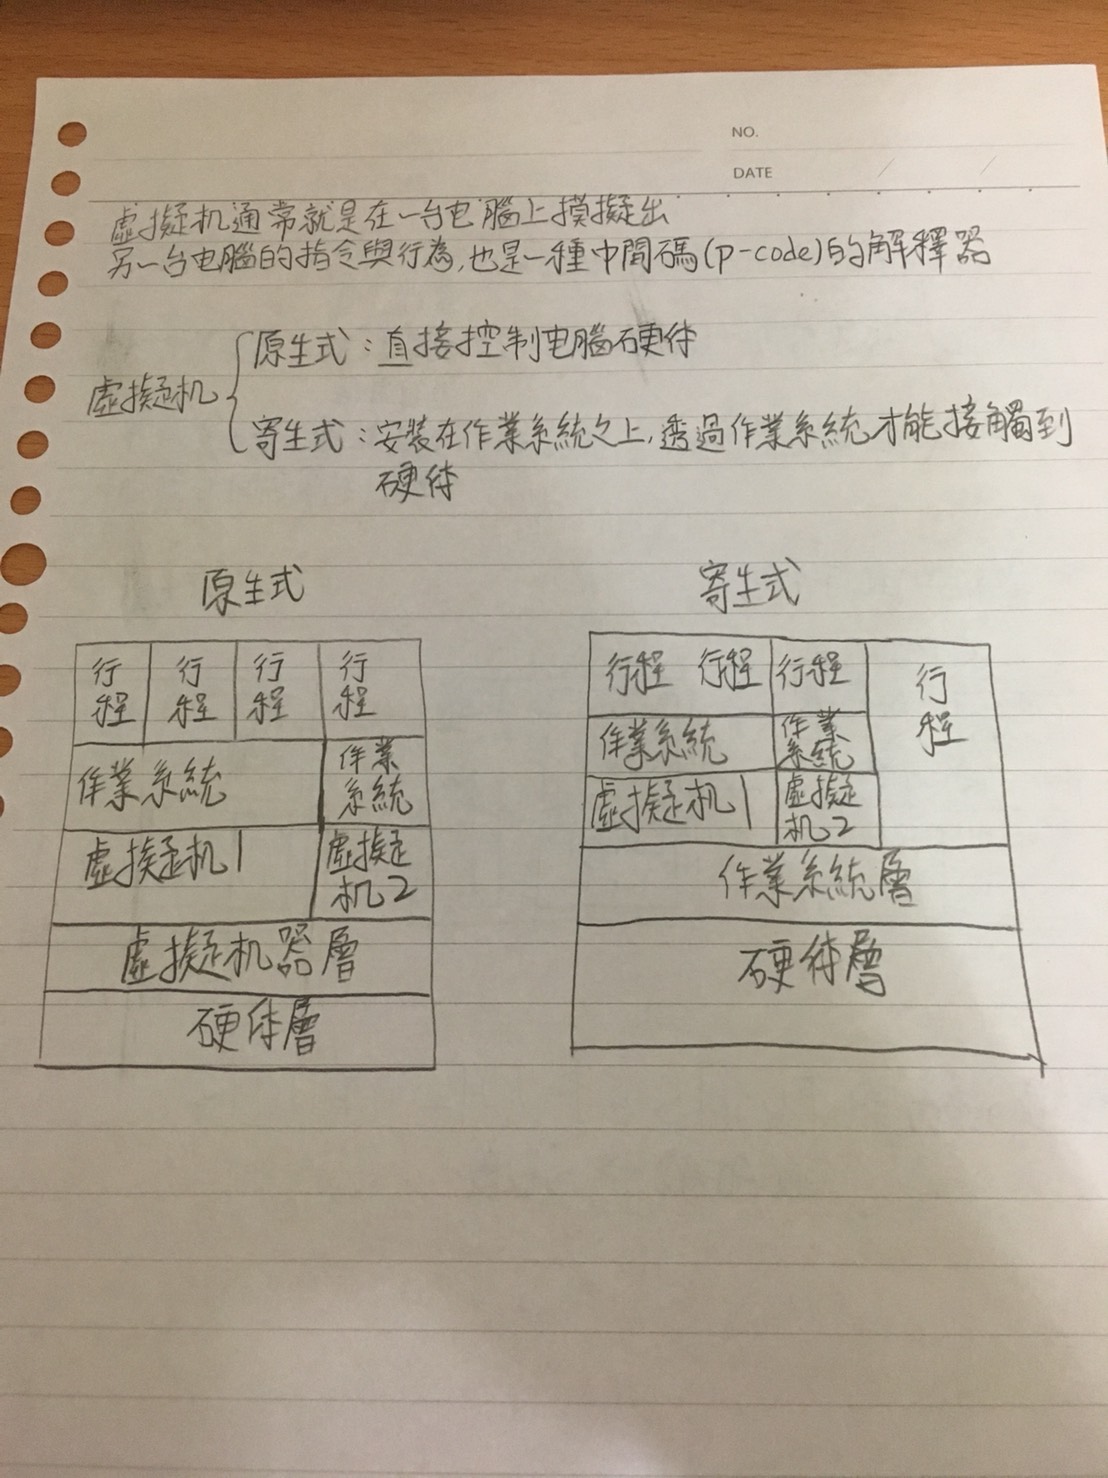 NO.
DATE
虛擬机通常就是在一台电腦上摸擬出
另一台电腦的指令與行為,也是一種中間碼(p-code)的解釋器
虛擬机
原生式:直接控制电腦硬体
寄生式:安裝在作業系統之上,透過作業系統才能接觸到
硬体
原生式
行程 行程 行程 行程
作業系統 作業系統
虛擬机1 虛擬机2
虛擬机器層
硬体層
寄生式
行程 行程 行程 行程
作業系統 作業系統
虛擬机1 虛擬机2
作業系統層
硬体層